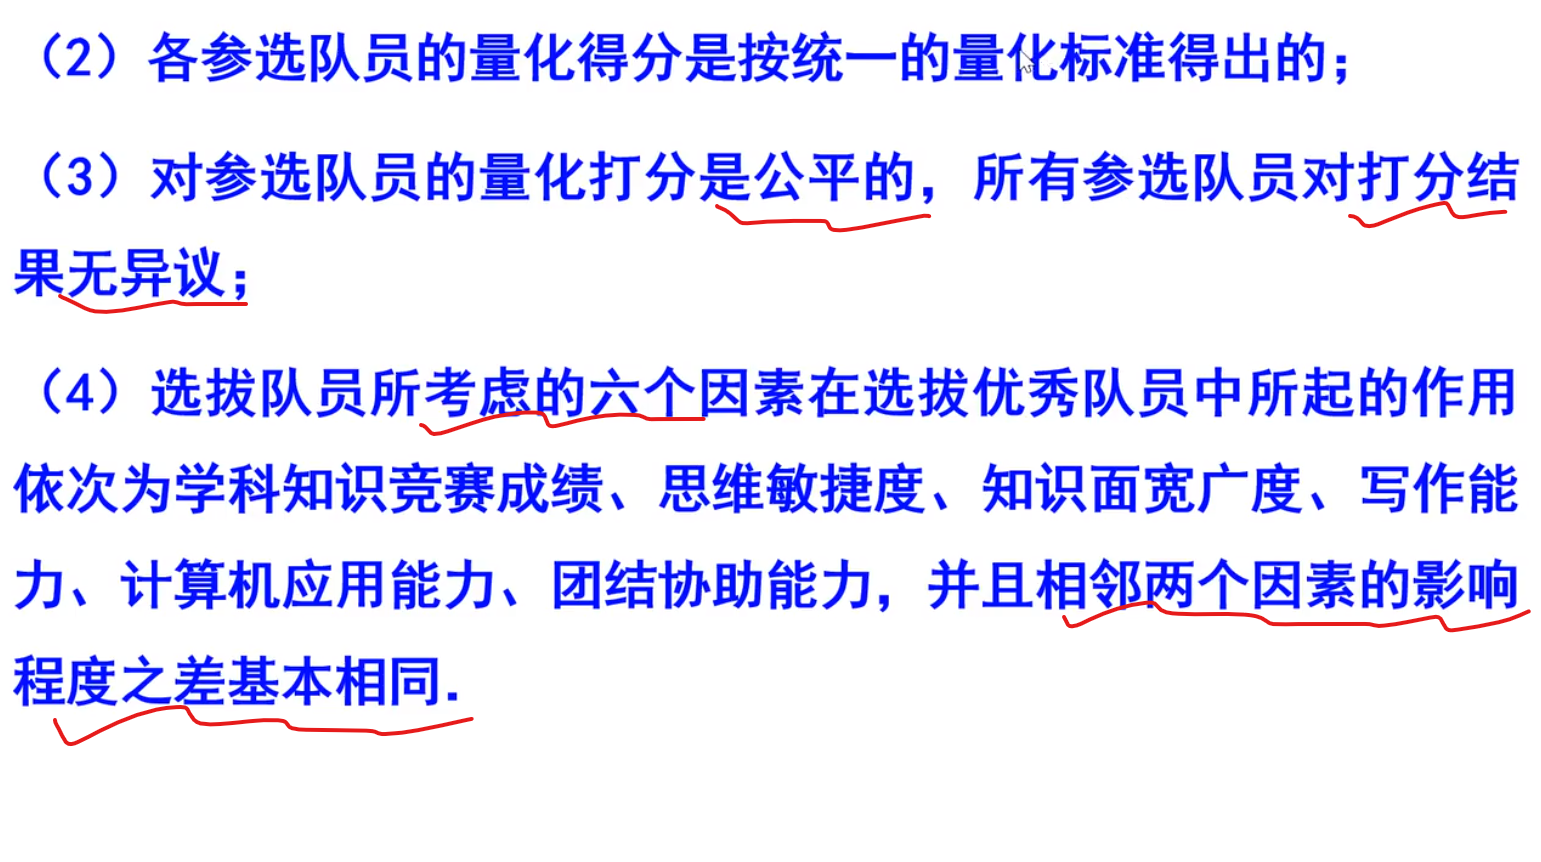 （2）各参选队员的量化得分是按统一的量化标准得出的；
（3）对参选队员的量化打分是公平的，所有参选队员对打分结
果无异议；
（4）选拔队员所考虑的六个因素在选拔优秀队员中所起的作用
依次为学科知识竞赛成绩、思维敏捷度、知识面宽广度、写作能
力、计算机应用能力、团结协助能力，并且相邻两个因素的影响
程度之差基本相同.